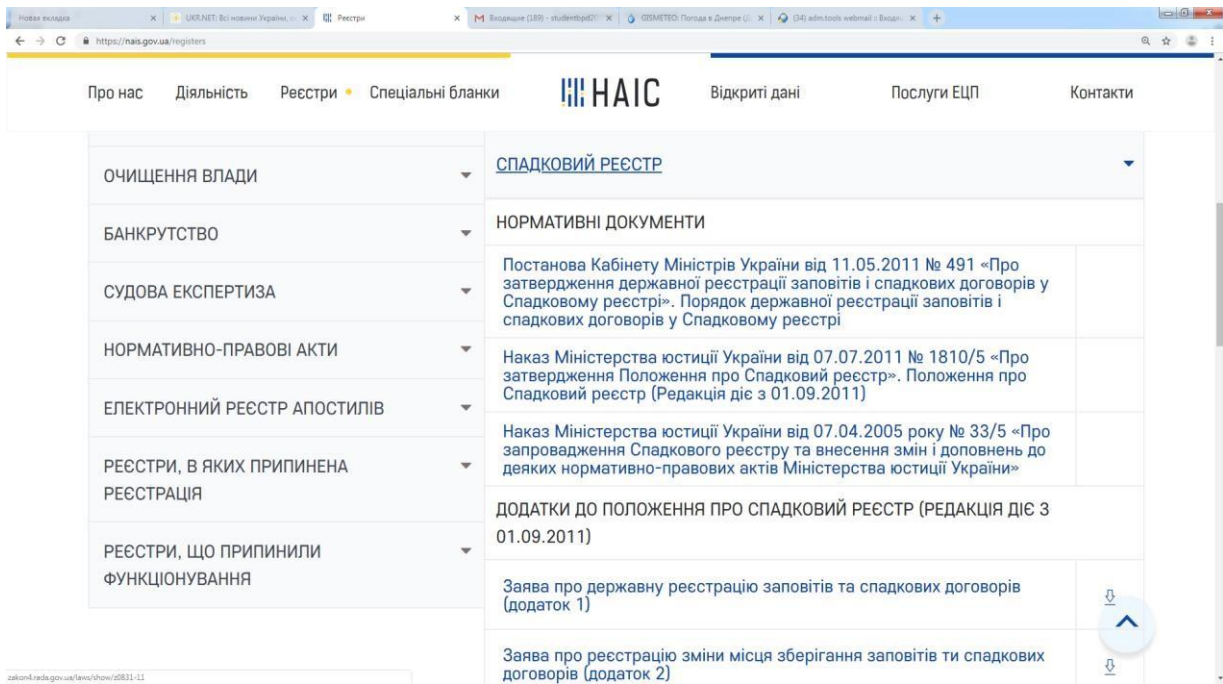 Новая вкладка
UKR.NET: Всі новини України, о
Реєстри
Входящие (189) - studentbpd20
GISMETEO: Погода в Днепре (Д
(34) adm.tools webmail :: Входящ
https://nais.gov.ua/registers
Про нас Діяльність Реєстри Спеціальні бланки НАІС Відкриті дані Послуги ЕЦП Контакти
ОЧИЩЕННЯ ВЛАДИ
БАНКРУТСТВО
СУДОВА ЕКСПЕРТИЗА
НОРМАТИВНО-ПРАВОВІ АКТИ
ЕЛЕКТРОННИЙ РЕЄСТР АПОСТИЛІВ
РЕЄСТРИ, В ЯКИХ ПРИПИНЕНА
РЕЄСТРАЦІЯ
РЕЄСТРИ, ЩО ПРИПИНИЛИ
ФУНКЦІОНУВАННЯ
СПАДКОВИЙ РЕЄСТР
НОРМАТИВНІ ДОКУМЕНТИ
Постанова Кабінету Міністрів України від 11.05.2011 № 491 «Про
затвердження державної реєстрації заповітів і спадкових договорів у
Спадковому реєстрі». Порядок державної реєстрації заповітів і
спадкових договорів у Спадковому реєстрі
Наказ Міністерства юстиції України від 07.07.2011 № 1810/5 «Про
затвердження Положення про Спадковий реєстр». Положення про
Спадковий реєстр (Редакція діє з 01.09.2011)
Наказ Міністерства юстиції України від 07.04.2005 року № 33/5 «Про
запровадження Спадкового реєстру та внесення змін і доповнень до
деяких нормативно-правових актів Міністерства юстиції України»
ДОДАТКИ ДО ПОЛОЖЕННЯ ПРО СПАДКОВИЙ РЕЄСТР (РЕДАКЦІЯ ДІЄ З
01.09.2011)
Заява про державну реєстрацію заповітів та спадкових договорів
(додаток 1)
Заява про реєстрацію зміни місця зберігання заповітів ти спадкових
договорів (додаток 2)
zakon4.rada.gov.ua/laws/show/z0831-11